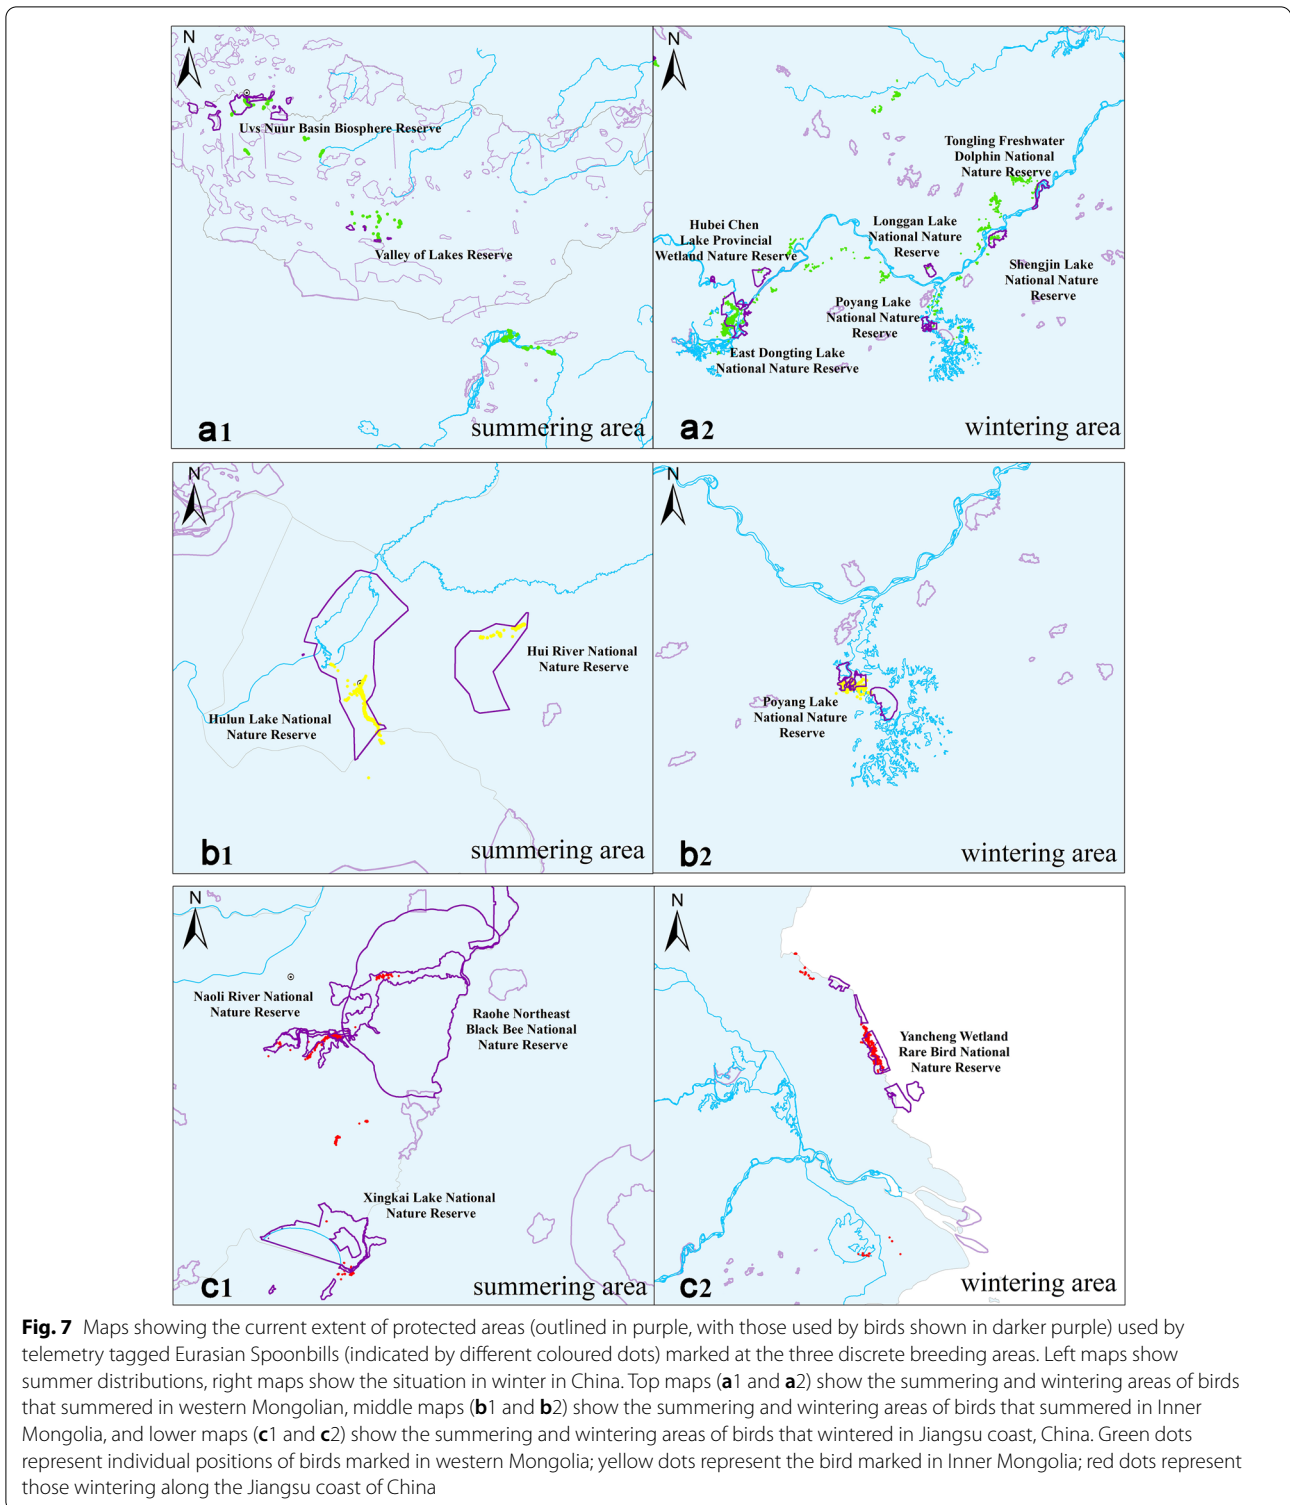 N
Uvs Nuur Basin Biosphere Reserve
Valley of Lakes Reserve
a1
summering area
N
Tongling Freshwater
Dolphin National
Nature Reserve
Hubei Chen
Lake Provincial
Wetland Nature Reserve
Longgan Lake
National Nature
Reserve
Shengjin Lake
National Nature
Reserve
Poyang Lake
National Nature
Reserve
East Dongting Lake
National Nature Reserve
a2
wintering area
N
Hui River National
Nature Reserve
Hulun Lake National
Nature Reserve
b1
summering area
N
Poyang Lake
National Nature
Reserve
b2
wintering area
N
Naoli River National
Nature Reserve
Raohe Northeast
Black Bee National
Nature Reserve
Xingkai Lake National
Nature Reserve
c1
summering area
N
Yancheng Wetland
Rare Bird National
Nature Reserve
c2
wintering area
Fig. 7 Maps showing the current extent of protected areas (outlined in purple, with those used by birds shown in darker purple) used by
telemetry tagged Eurasian Spoonbills (indicated by different coloured dots) marked at the three discrete breeding areas. Left maps show
summer distributions, right maps show the situation in winter in China. Top maps (a1 and a2) show the summering and wintering areas of birds
that summered in western Mongolian, middle maps (b1 and b2) show the summering and wintering areas of birds that summered in Inner
Mongolia, and lower maps (c1 and c2) show the summering and wintering areas of birds that wintered in Jiangsu coast, China. Green dots
represent individual positions of birds marked in western Mongolia; yellow dots represent the bird marked in Inner Mongolia; red dots represent
those wintering along the Jiangsu coast of China